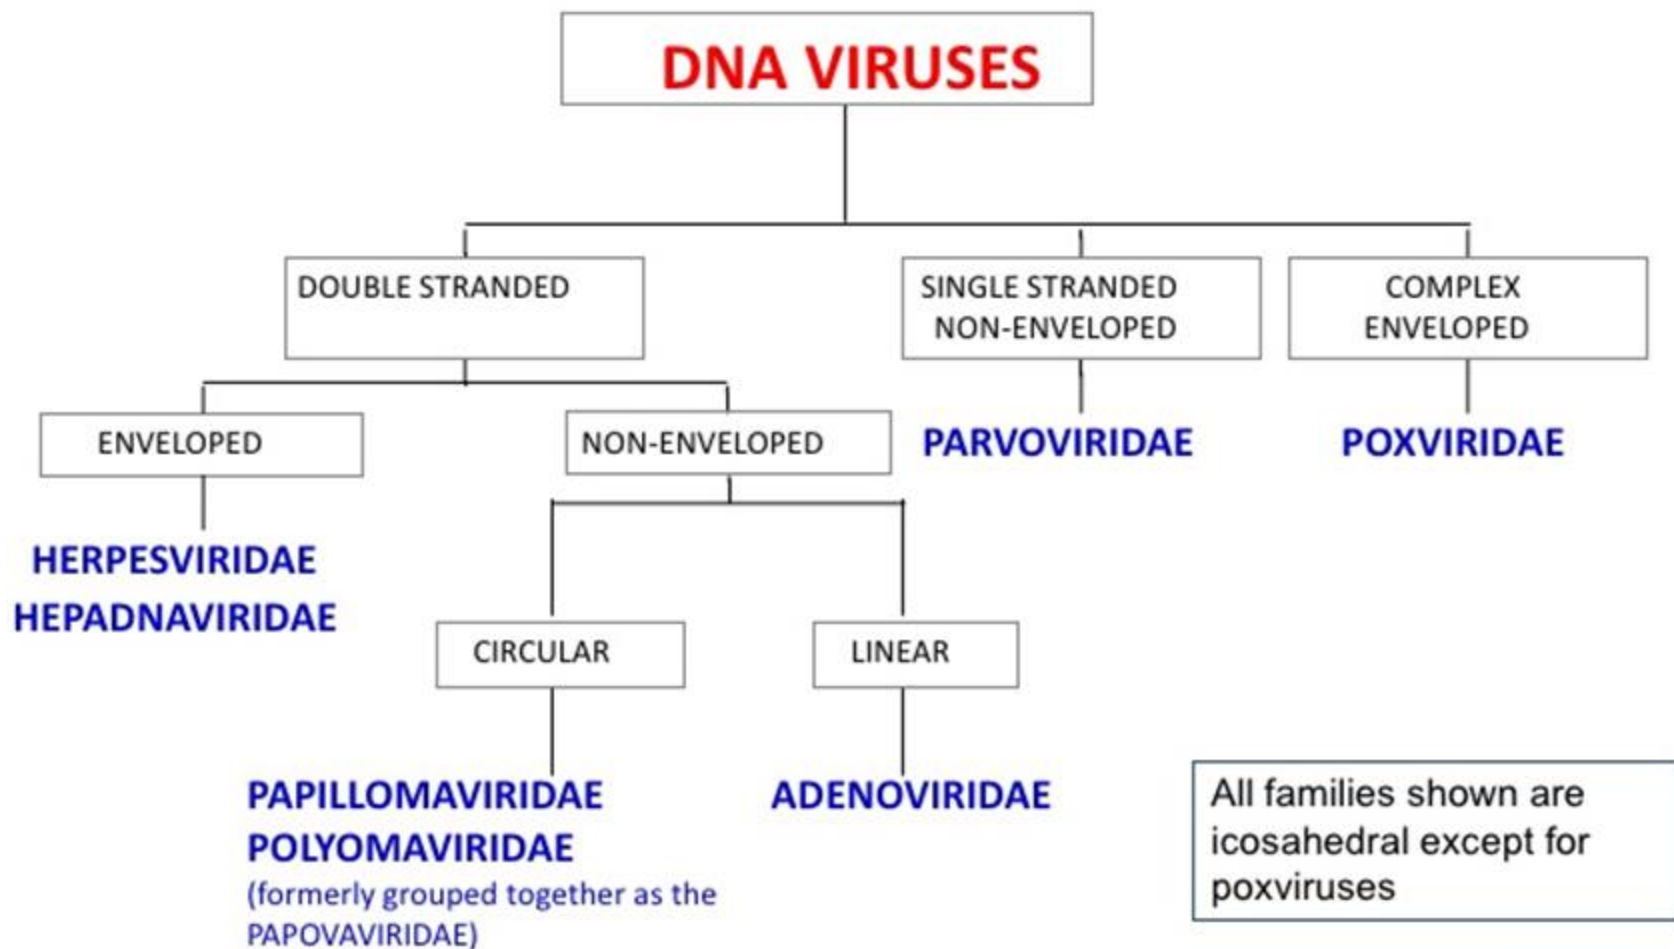 DNA VIRUSES
DOUBLE STRANDED
SINGLE STRANDED
NON-ENVELOPED
COMPLEX
ENVELOPED
ENVELOPED
NON-ENVELOPED
PARVOVIRIDAE
POXVIRIDAE
HERPESVIRIDAE
HEPADNAVIRIDAE
CIRCULAR
LINEAR
PAPILLOMAVIRIDAE
POLYOMAVIRIDAE
(formerly grouped together as the
PAPOVAVIRIDAE)
ADENOVIRIDAE
All families shown are
icosahedral except for
poxviruses